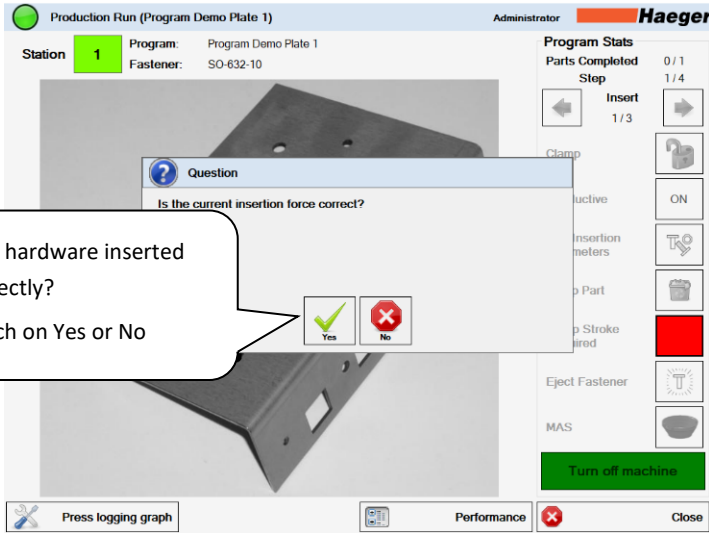 Production Run (Program Demo Plate 1)
Administrator
Haeger
Station
1
Program: Program Demo Plate 1
Fastener: SO-632-10
Program Stats
Parts Completed 0 / 1
Step 1 / 4
Insert
1 / 3
Clamp
uctive
ON
Insertion
meters
p Part
p Stroke
ired
Eject Fastener
MAS
Turn off machine
Question
Is the current insertion force correct?
Yes
No
hardware inserted
ectly?
ch on Yes or No
Press logging graph
Performance
Close